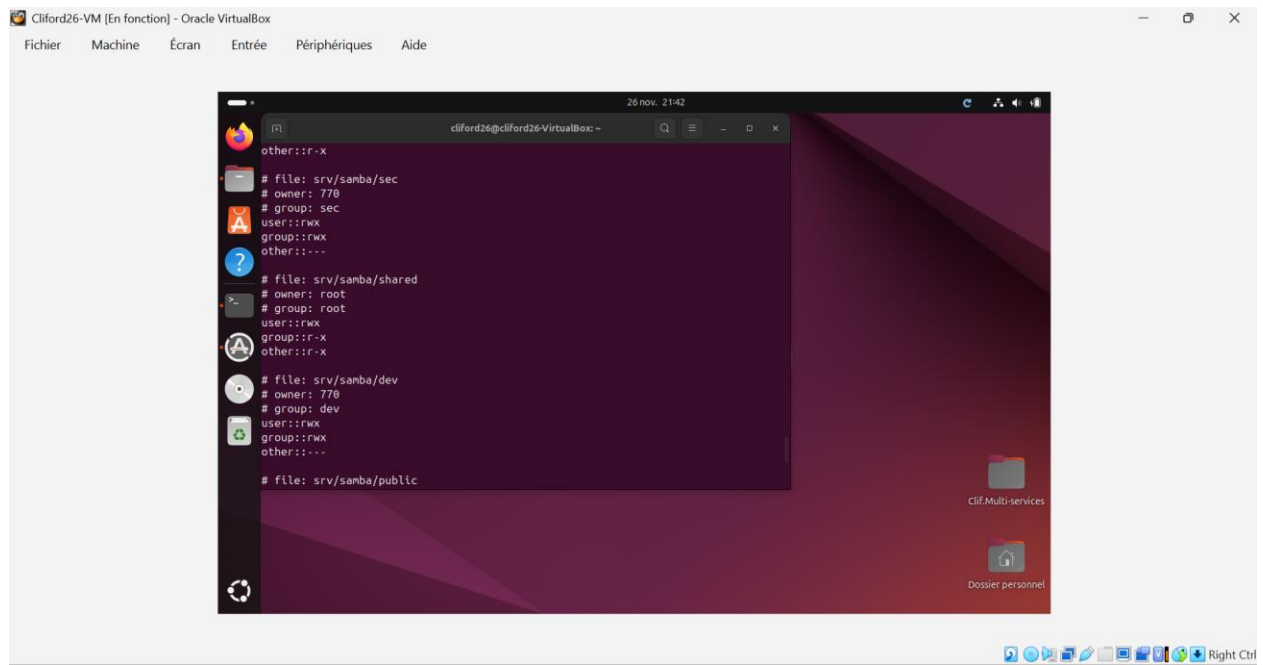 Cliford26-VM [En fonction] - Oracle VirtualBox
Fichier Machine Écran Entrée Périphériques Aide
26 nov. 21:42
cliford26@cliford26-VirtualBox: ~
other::r-x
# file: srv/samba/sec
# owner: 770
# group: sec
user::rwx
group::rwx
other::---
# file: srv/samba/shared
# owner: root
# group: root
user::rwx
group::r-x
other::r-x
# file: srv/samba/dev
# owner: 770
# group: dev
user::rwx
group::rwx
other::---
# file: srv/samba/public
Clif.Multi-services
Dossier personnel
Right Ctrl